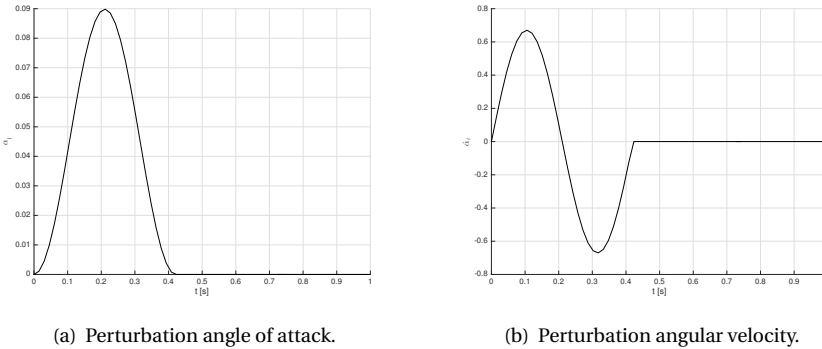 0.09
0.08
0.07
0.06
0.05
0.04
0.03
0.02
0.01
0
α_i
0 0.1 0.2 0.3 0.4 0.5 0.6 0.7 0.8 0.9 1
t [s]
(a) Perturbation angle of attack.
0.8
0.6
0.4
0.2
0
-0.2
-0.4
-0.6
-0.8
α̇_i
0 0.1 0.2 0.3 0.4 0.5 0.6 0.7 0.8 0.9
t [s]
(b) Perturbation angular velocity.